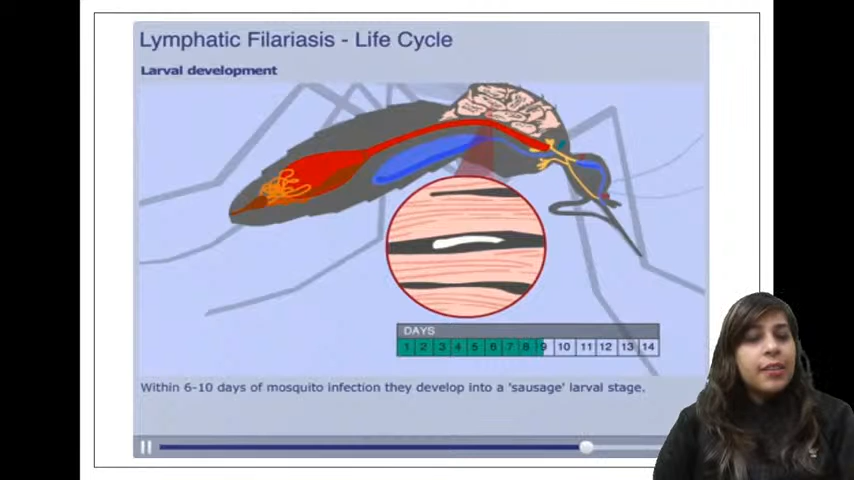 Lymphatic Filariasis - Life Cycle
Larval development
DAYS
1 2 3 4 5 6 7 8 9 10 11 12 13 14
Within 6-10 days of mosquito infection they develop into a 'sausage' larval stage.